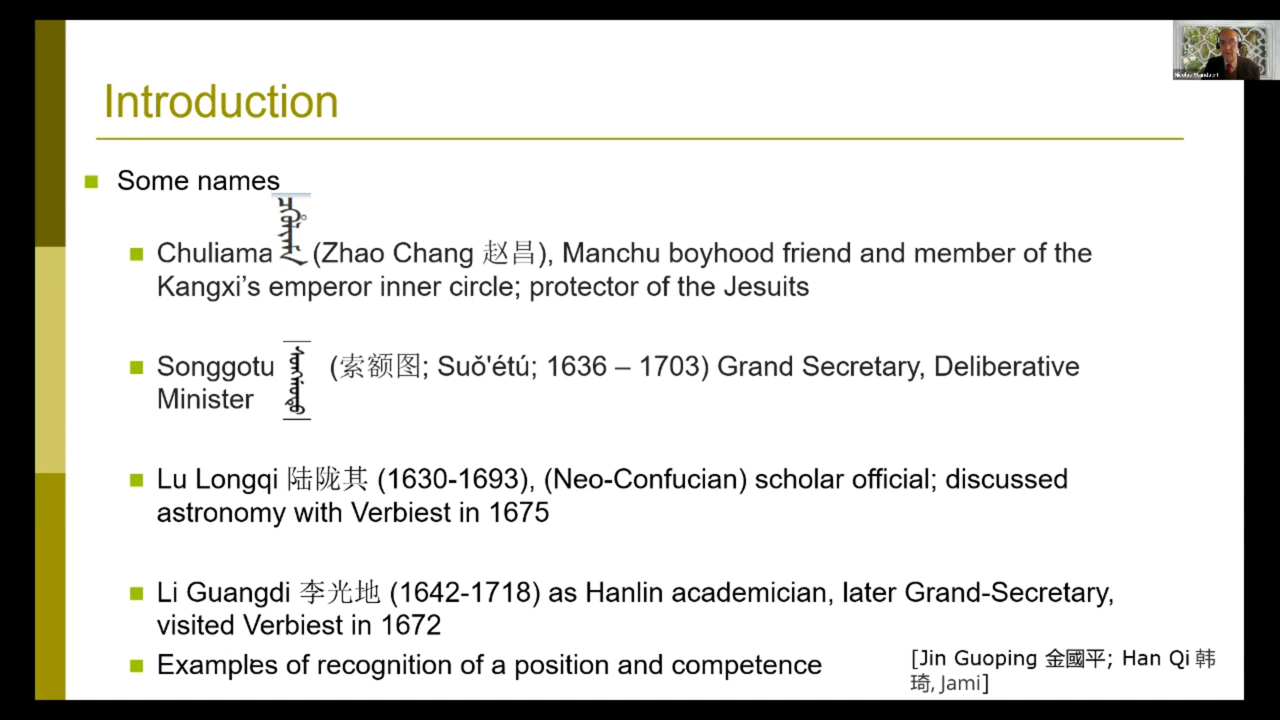 Introduction
Some names
Chuliama (Zhao Chang 赵昌), Manchu boyhood friend and member of the
Kangxi’s emperor inner circle; protector of the Jesuits
Songgotu (索额图; Suǒ'étú; 1636 – 1703) Grand Secretary, Deliberative
Minister
Lu Longqi 陆陇其 (1630-1693), (Neo-Confucian) scholar official; discussed
astronomy with Verbiest in 1675
Li Guangdi 李光地 (1642-1718) as Hanlin academician, later Grand-Secretary,
visited Verbiest in 1672
Examples of recognition of a position and competence
[Jin Guoping 金國平; Han Qi 韩
琦, Jami]